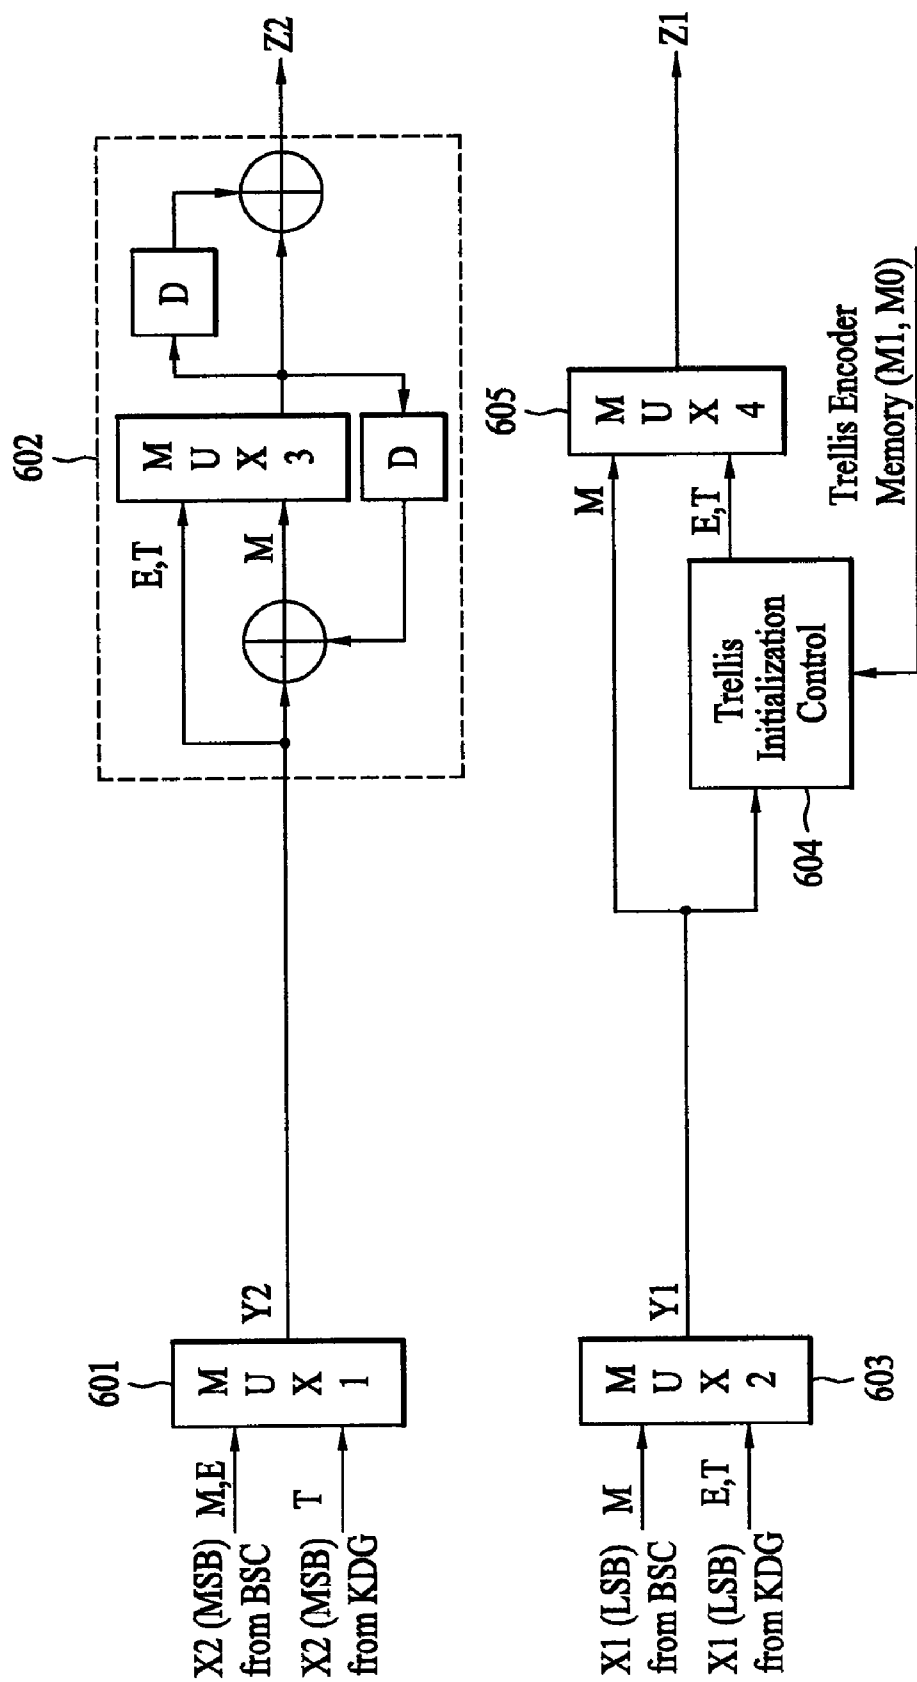 X2 (MSB)
from BSC
M,E
X2 (MSB)
from KDG
T
601
M
U
X
1
Y2
602
E,T
M
M
U
X
3
D
D
Z2
X1 (LSB)
from BSC
M
X1 (LSB)
from KDG
E,T
603
M
U
X
2
Y1
604
Trellis
Initialization
Control
M
E,T
605
M
U
X
4
Z1
Trellis Encoder
Memory (M1, M0)